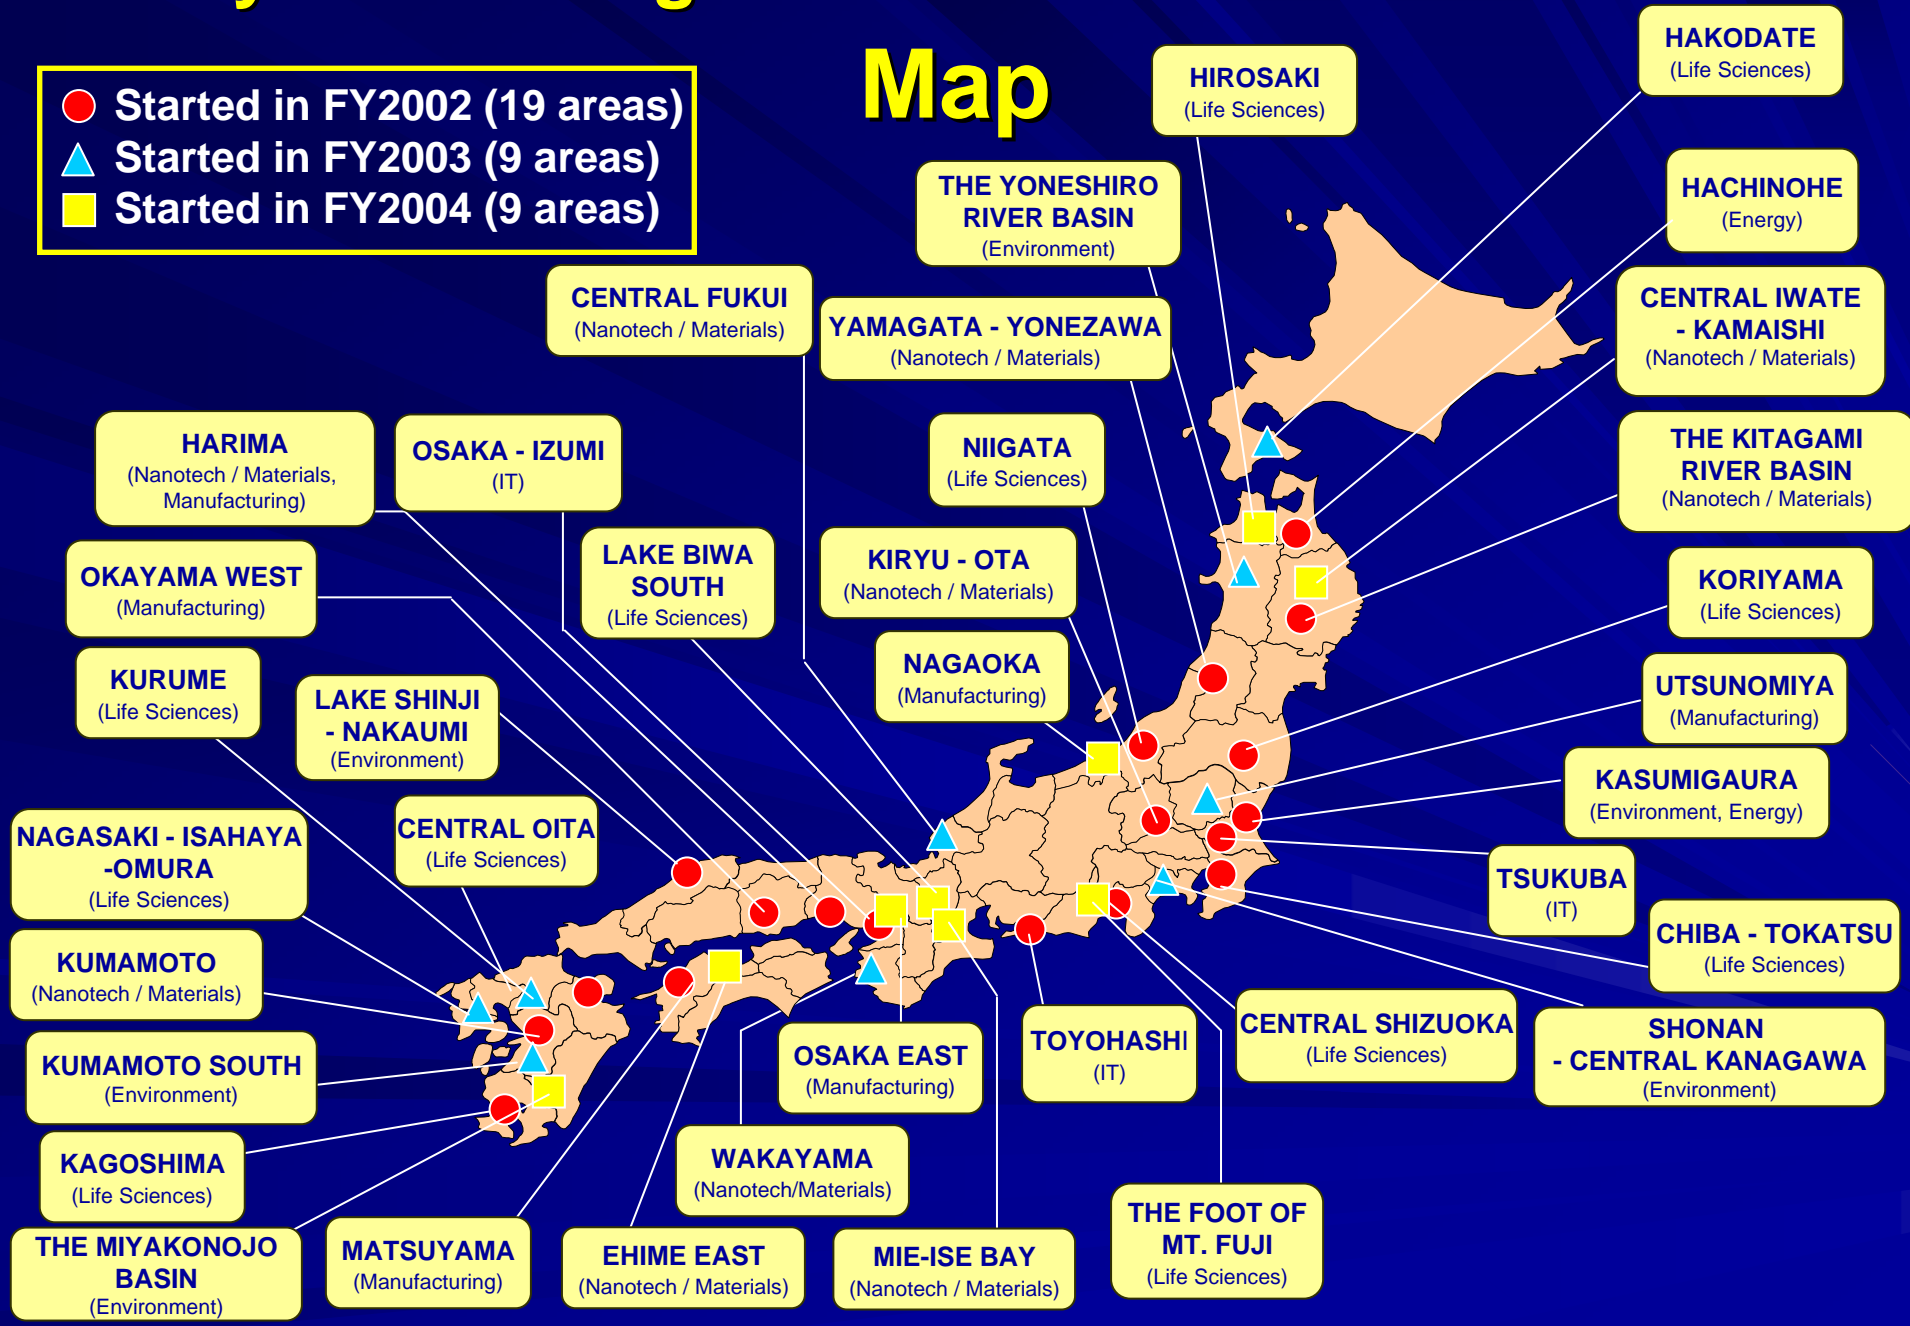 Map
Started in FY2002 (19 areas)
Started in FY2003 (9 areas)
Started in FY2004 (9 areas)
HAKODATE
(Life Sciences)
HIROSAKI
(Life Sciences)
HACHINOHE
(Energy)
THE YONESHIRO
RIVER BASIN
(Environment)
CENTRAL FUKUI
(Nanotech / Materials)
YAMAGATA - YONEZAWA
(Nanotech / Materials)
CENTRAL IWATE
- KAMAISHI
(Nanotech / Materials)
HARIMA
(Nanotech / Materials,
Manufacturing)
OSAKA - IZUMI
(IT)
NIIGATA
(Life Sciences)
THE KITAGAMI
RIVER BASIN
(Nanotech / Materials)
OKAYAMA WEST
(Manufacturing)
LAKE BIWA
SOUTH
(Life Sciences)
KIRYU - OTA
(Nanotech / Materials)
KORIYAMA
(Life Sciences)
KURUME
(Life Sciences)
LAKE SHINJI
- NAKAUMI
(Environment)
NAGAOKA
(Manufacturing)
UTSUNOMIYA
(Manufacturing)
KASUMIGAURA
(Environment, Energy)
NAGASAKI - ISAHAYA
-OMURA
(Life Sciences)
CENTRAL OITA
(Life Sciences)
TSUKUBA
(IT)
CHIBA - TOKATSU
(Life Sciences)
KUMAMOTO
(Nanotech / Materials)
KUMAMOTO SOUTH
(Environment)
OSAKA EAST
(Manufacturing)
TOYOHASHI
(IT)
CENTRAL SHIZUOKA
(Life Sciences)
SHONAN
- CENTRAL KANAGAWA
(Environment)
KAGOSHIMA
(Life Sciences)
WAKAYAMA
(Nanotech/Materials)
THE MIYAKONOJO
BASIN
(Environment)
MATSUYAMA
(Manufacturing)
EHIME EAST
(Nanotech / Materials)
MIE-ISE BAY
(Nanotech / Materials)
THE FOOT OF
MT. FUJI
(Life Sciences)